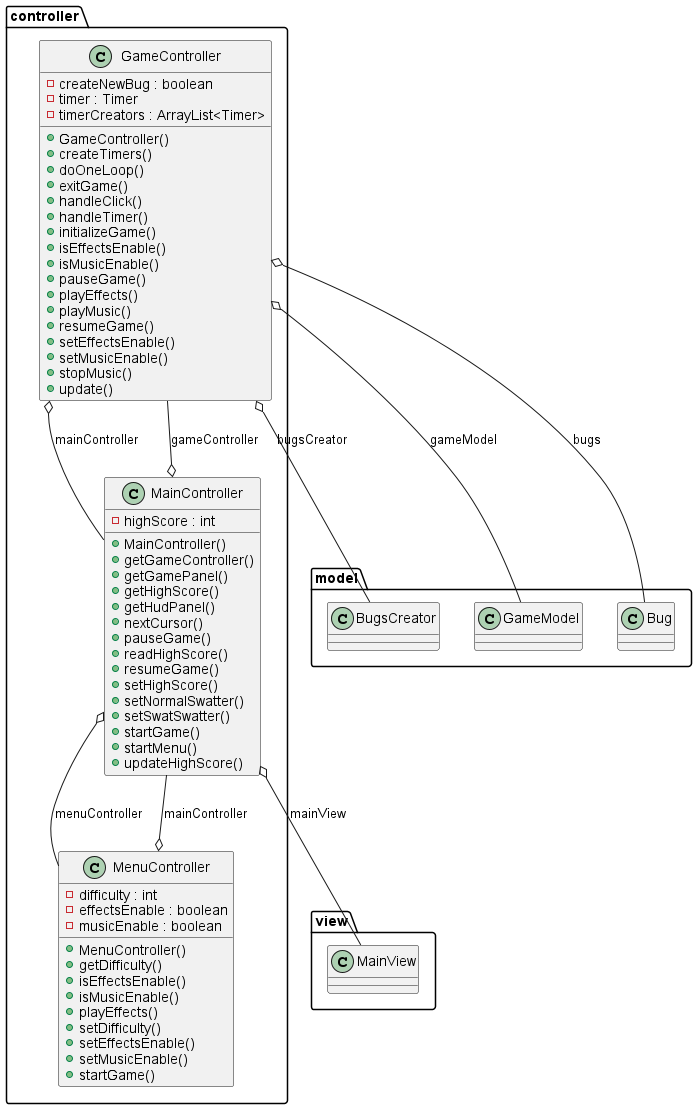 controller
C GameController
createNewBug : boolean
timer : Timer
timerCreators : ArrayList<Timer>
GameController()
createTimers()
doOneLoop()
exitGame()
handleClick()
handleTimer()
initializeGame()
isEffectsEnable()
isMusicEnable()
pauseGame()
playEffects()
playMusic()
resumeGame()
setEffectsEnable()
setMusicEnable()
stopMusic()
update()
mainController
gameController
bugsCreator
gameModel
bugs
C MainController
highScore : int
MainController()
getGameController()
getGamePanel()
getHighScore()
getHudPanel()
nextCursor()
pauseGame()
readHighScore()
resumeGame()
setHighScore()
setNormalSwatter()
setSwatSwatter()
startGame()
startMenu()
updateHighScore()
model
C BugsCreator
C GameModel
C Bug
menuController
mainController
mainView
C MenuController
difficulty : int
effectsEnable : boolean
musicEnable : boolean
MenuController()
getDifficulty()
isEffectsEnable()
isMusicEnable()
playEffects()
setDifficulty()
setEffectsEnable()
setMusicEnable()
startGame()
view
C MainView